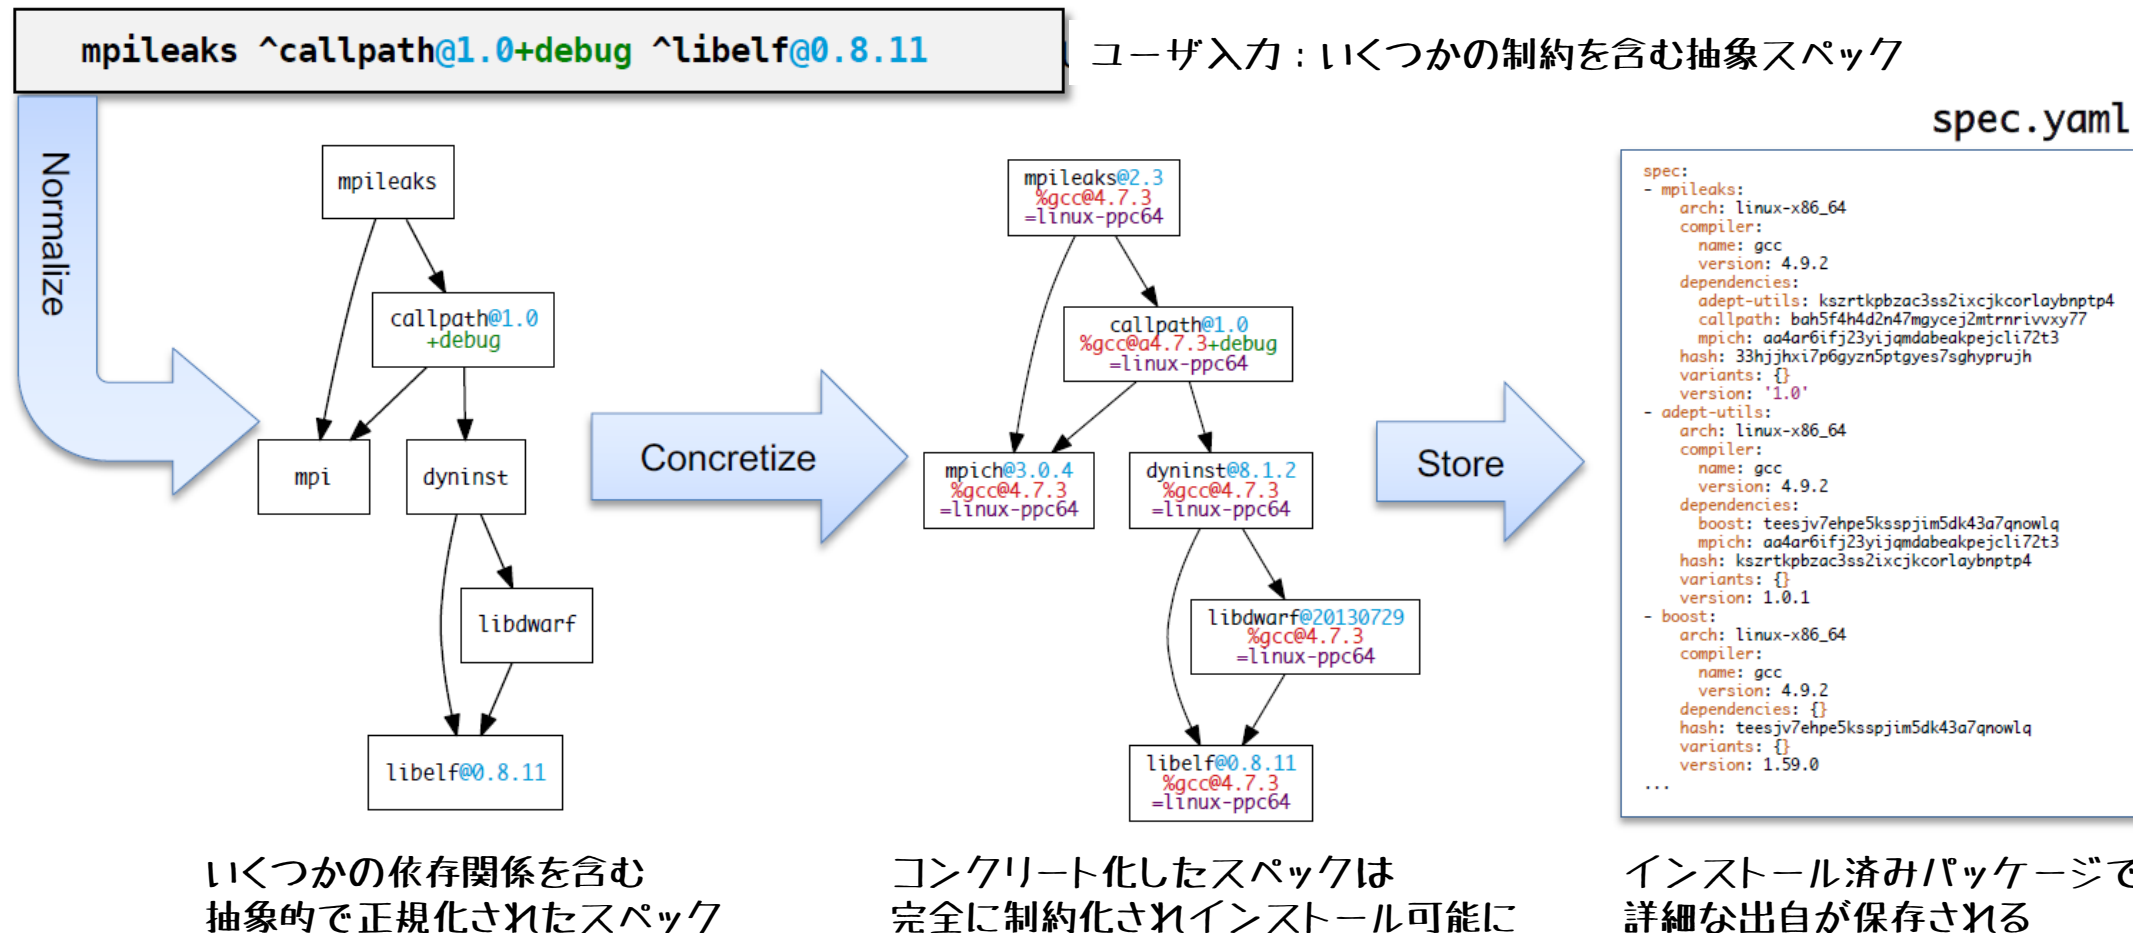 mpileaks ^callpath@1.0+debug ^libelf@0.8.11
ユーザ入力：いくつかの制約を含む抽象スペック
Normalize
mpileaks
callpath@1.0
+debug
mpi
dyninst
libdwarf
libelf@0.8.11
いくつかの依存関係を含む
抽象的で正規化されたスペック
Concretize
mpileaks@2.3
%gcc@4.7.3
=linux-ppc64
callpath@1.0
%gcc@a4.7.3+debug
=linux-ppc64
mpich@3.0.4
%gcc@4.7.3
=linux-ppc64
dyninst@8.1.2
%gcc@4.7.3
=linux-ppc64
libdwarf@20130729
%gcc@4.7.3
=linux-ppc64
libelf@0.8.11
%gcc@4.7.3
=linux-ppc64
コンクリート化したスペックは
完全に制約化されインストール可能に
Store
spec.yaml
spec:
- mpileaks:
arch: linux-x86_64
compiler:
name: gcc
version: 4.9.2
dependencies:
adept-utils: kszrtkpbzac3ss2ixcjkcorlaybnptp4
callpath: bah5f4h4d2n47mgycej2mtrnrivvxy77
mpich: aa4ar6ifj23yijqmdabeakpejcli72t3
hash: 33hjjhxi7p6gyzn5ptgyes7sghyprujh
variants: {}
version: '1.0'
- adept-utils:
arch: linux-x86_64
compiler:
name: gcc
version: 4.9.2
dependencies:
boost: teesjv7ehpe5ksspjim5dk43a7qnowlq
mpich: aa4ar6ifj23yijqmdabeakpejcli72t3
hash: kszrtkpbzac3ss2ixcjkcorlaybnptp4
variants: {}
version: 1.0.1
- boost:
arch: linux-x86_64
compiler:
name: gcc
version: 4.9.2
dependencies: {}
hash: teesjv7ehpe5ksspjim5dk43a7qnowlq
variants: {}
version: 1.59.0
...
インストール済みパッケージで
詳細な出自が保存される